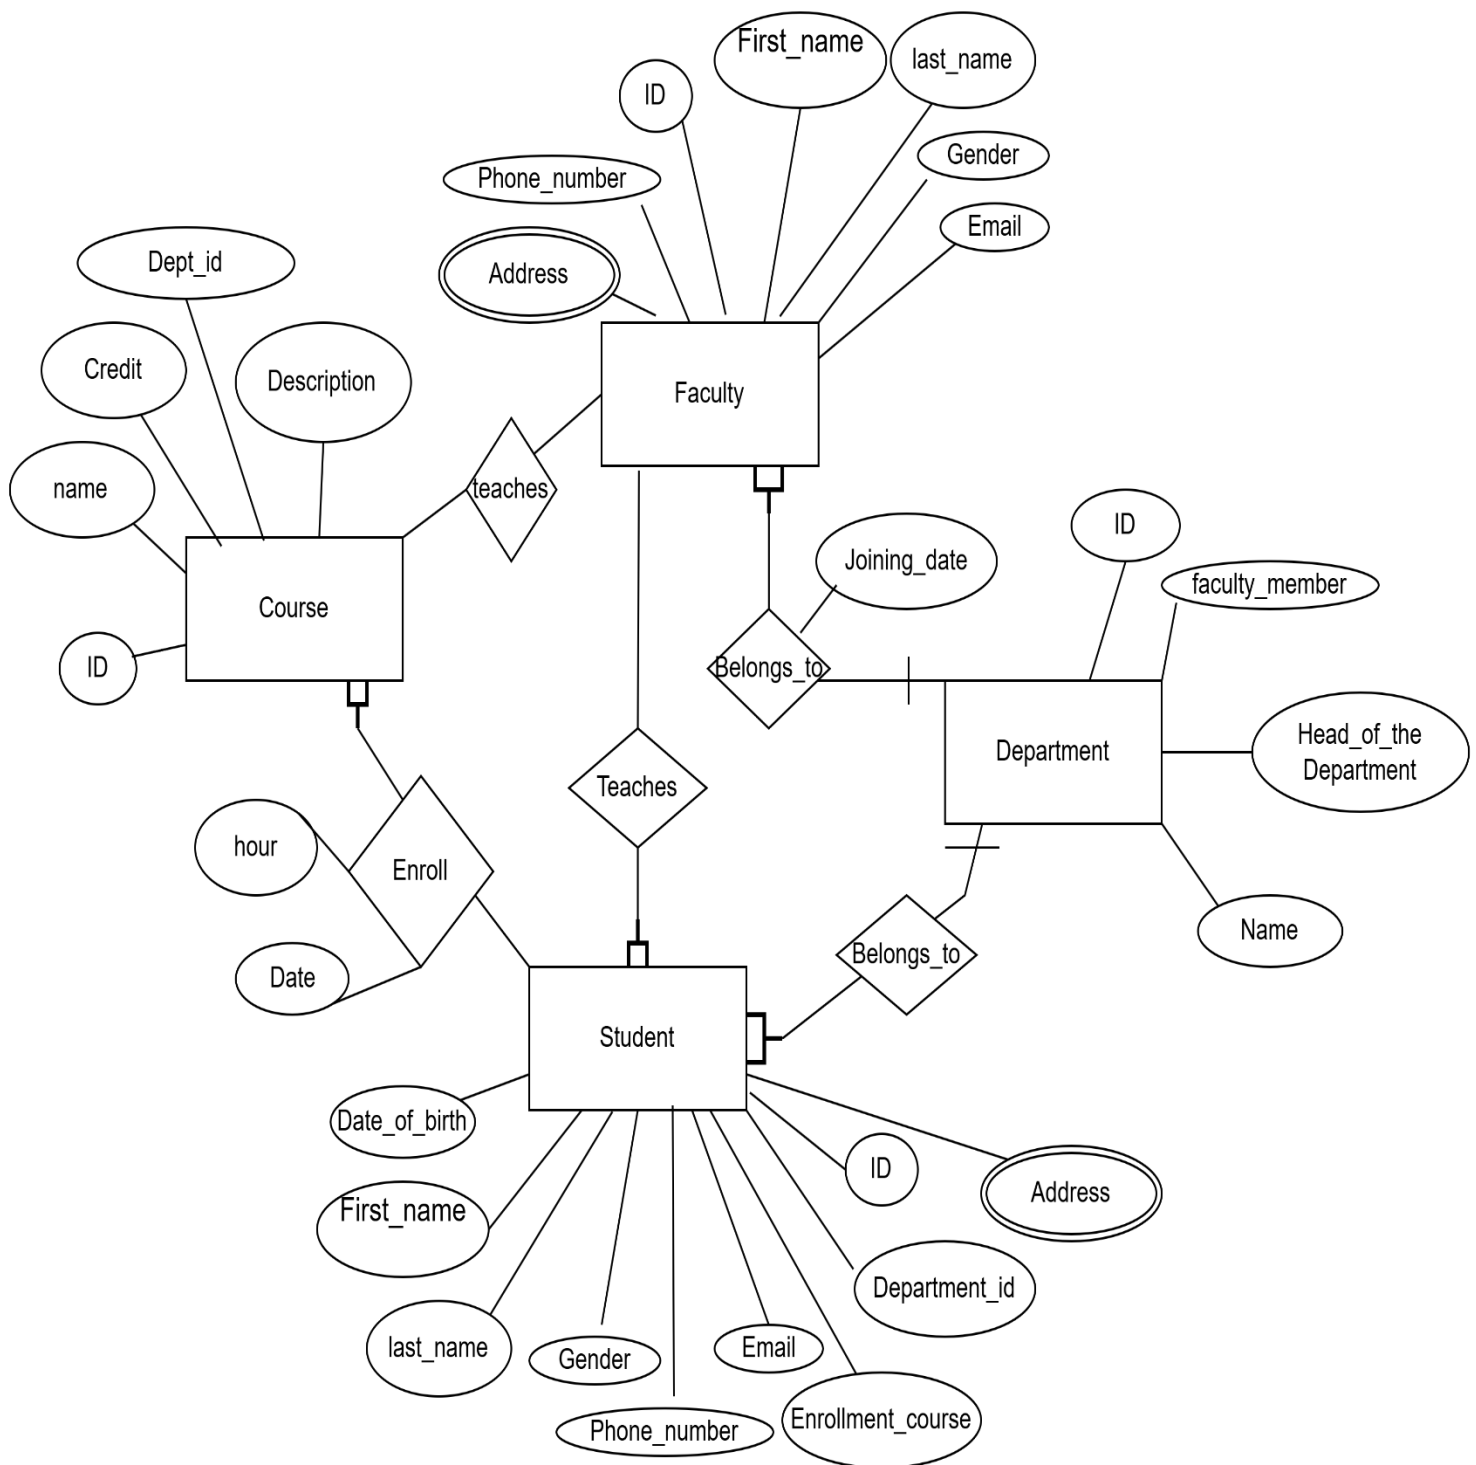 First_name
last_name
ID
Gender
Phone_number
Email
Dept_id
Address
Credit
Description
Faculty
name
teaches
ID
Joining_date
faculty_member
Course
ID
Belongs_to
Head_of_the
Department
Department
Teaches
hour
Enroll
Name
Belongs_to
Date
Student
Date_of_birth
ID
Address
First_name
Department_id
last_name
Gender
Email
Enrollment_course
Phone_number